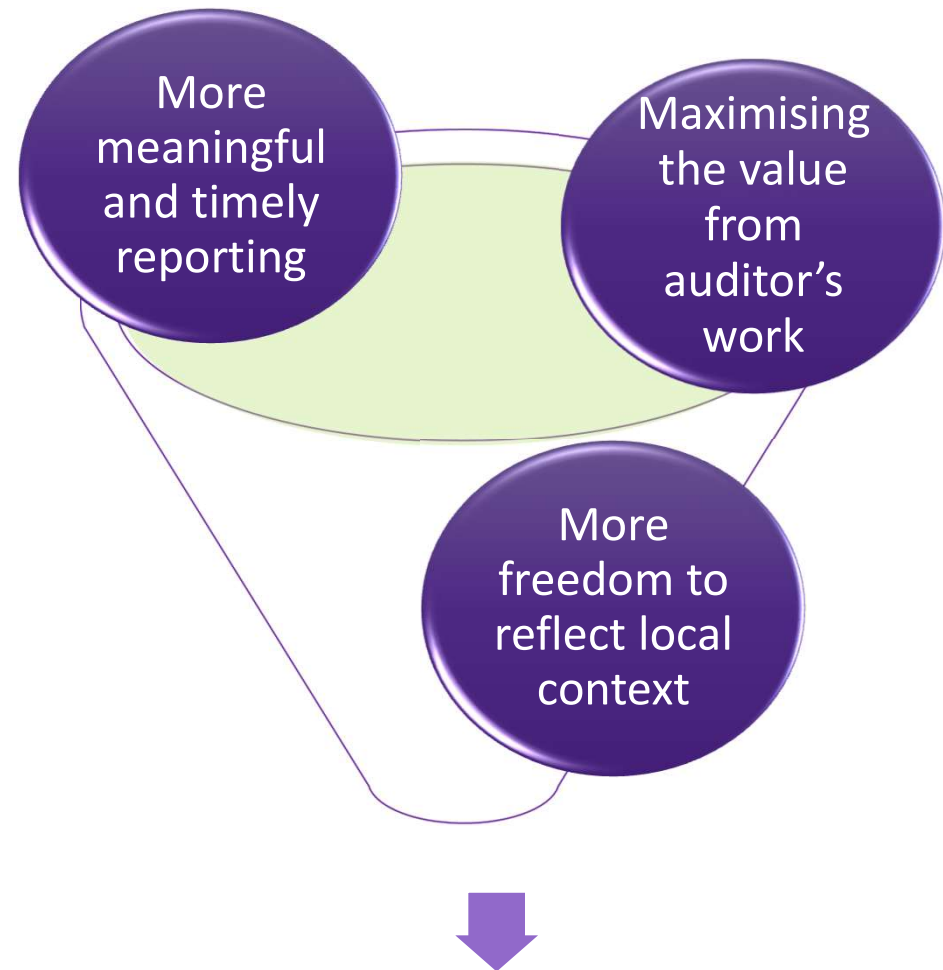 More
meaningful
and timely
reporting
Maximising
the value
from
auditor’s
work
More
freedom to
reflect local
context